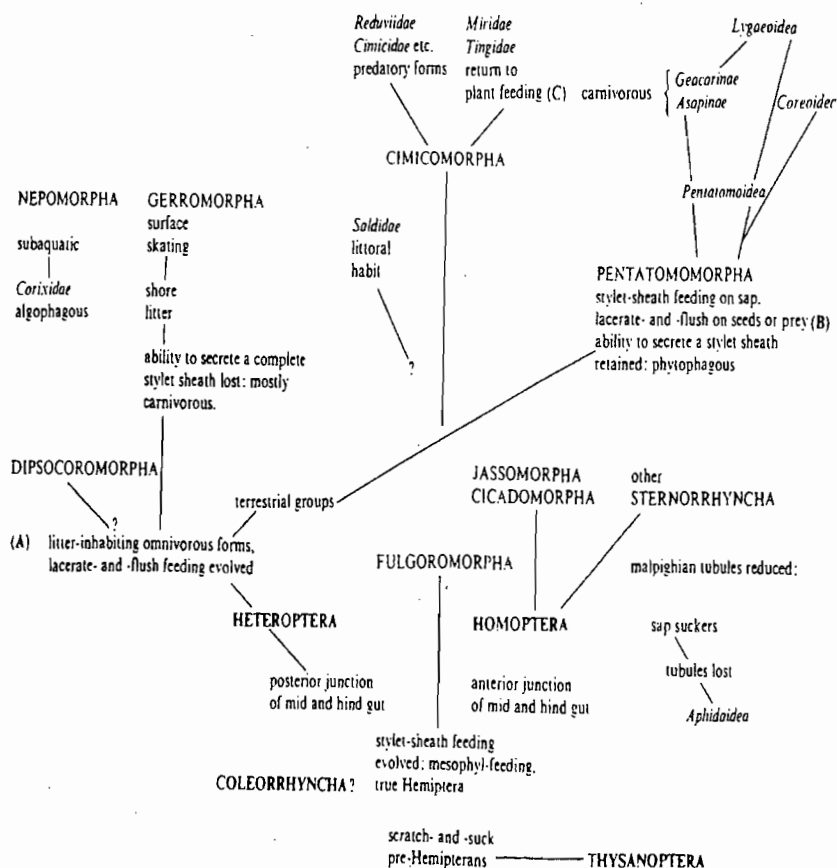 Reduviidae
Cimicidae etc.
predatory forms
Miridae
Tingidae
return to
plant feeding (C)
carnivorous
Geacorinae
Asopinae
Lygaeoidea
Coreoidea
CIMICOMORPHA
NEPOMORPHA
GERROMORPHA
surface
skating
subaquatic
Corixidae
algophagous
shore
litter
Saldidae
littoral
habit
Pentatomoidea
PENTATOMOMORPHA
stylet-sheath feeding on sap.
lacerate- and -flush on seeds or prey (B)
ability to secrete a stylet sheath
retained: phytophagous
?
ability to secrete a complete
stylet sheath lost: mostly
carnivorous.
DIPSOCOROMORPHA
?
terrestrial groups
JASSOMORPHA
CICADOMORPHA
other
STERNORRHYNCHA
(A) litter-inhabiting omnivorous forms,
lacerate- and -flush feeding evolved
FULGOROMORPHA
malpighian tubules reduced:
HETEROPTERA
HOMOPTERA
sap suckers
posterior junction
of mid and hind gut
anterior junction
of mid and hind gut
tubules lost
Aphidoidea
stylet-sheath feeding
evolved; mesophyl-feeding,
true Hemiptera
COLEORRHYNCHA?
scratch- and -suck
pre-Hemipterans
THYSANOPTERA